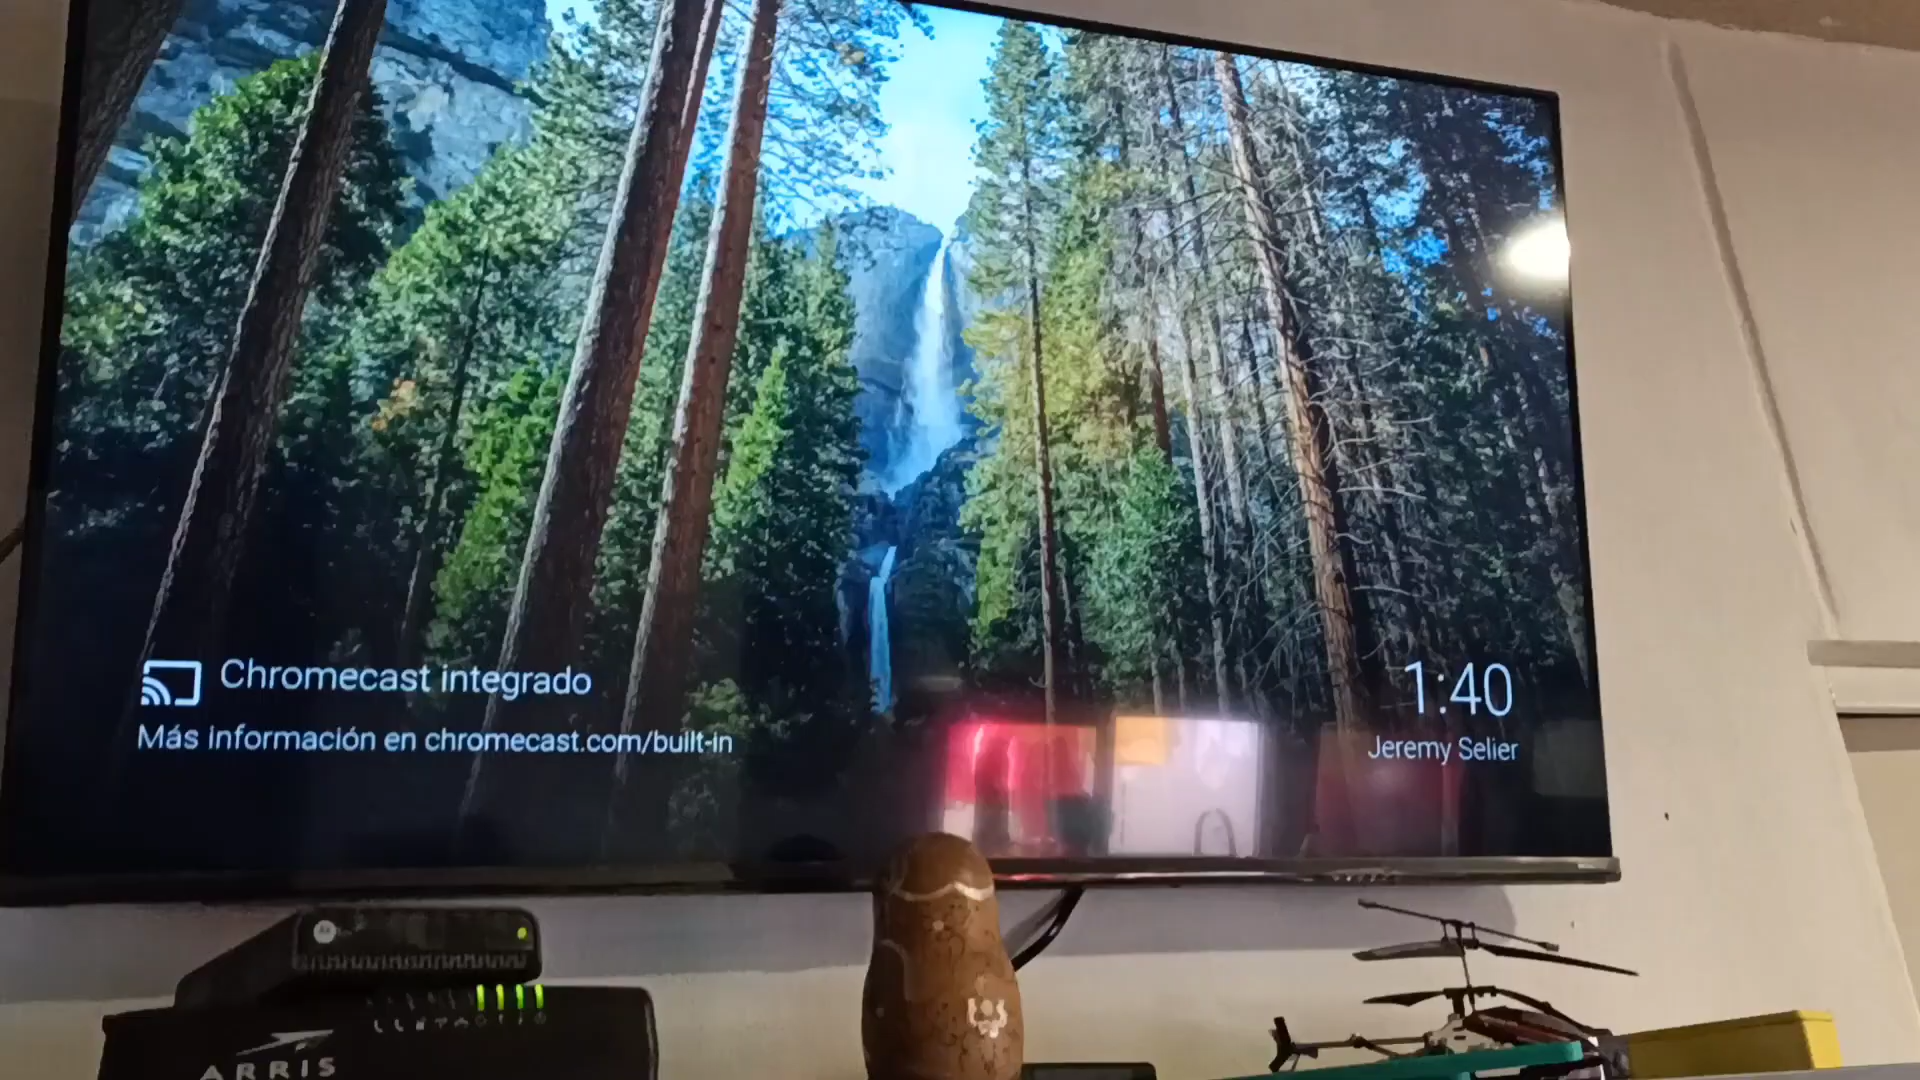 Chromecast integrado
Más información en chromecast.com/built-in
1:40
Jeremy Selier
ARRIS